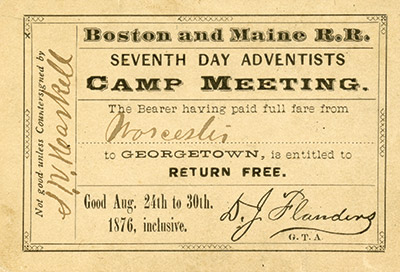 Boston and Maine R.R.
SEVENTH DAY ADVENTISTS
CAMP MEETING.
The Bearer having paid full fare from
Worcester
to GEORGETOWN, is entitled to
RETURN FREE.
Good Aug. 24th to 30th.
1876, inclusive.
D. J. Flanders
G. T. A.
Not good unless Countersigned by
S. N. Haskell